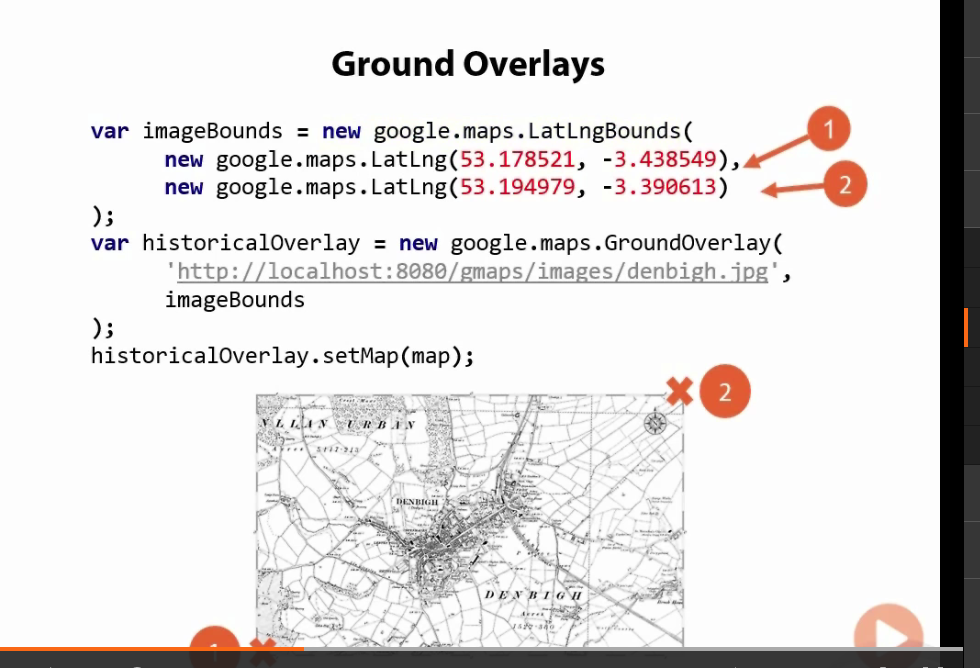 Ground Overlays
var imageBounds = new google.maps.LatLngBounds(
1
new google.maps.LatLng(53.178521, -3.438549),
new google.maps.LatLng(53.194979, -3.390613)
2
);
var historicalOverlay = new google.maps.GroundOverlay(
'http://localhost:8080/gmaps/images/denbigh.jpg',
imageBounds
);
historicalOverlay.setMap(map);
2
LLAN URBAN
DENBIGH
DENBIGH
Acres
1